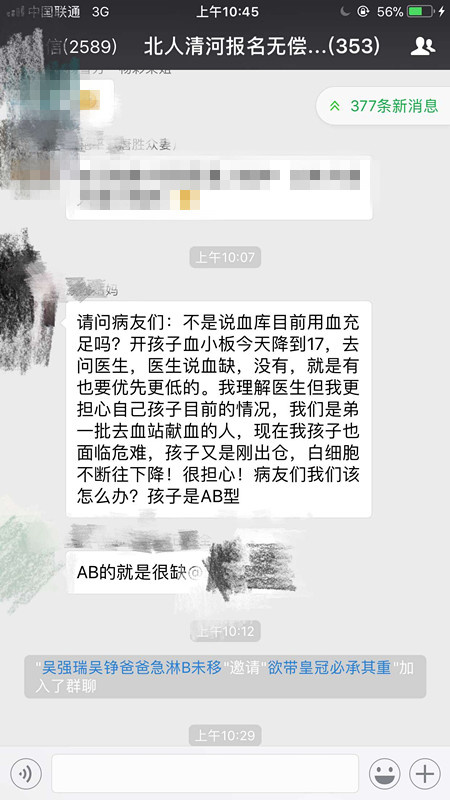 中国联通 3G 上午10:45 56%
信(2589) 北人清河报名无偿...(353)
377条新消息
上午10:07
妈
请问病友们：不是说血库目前用血充
足吗？开孩子血小板今天降到17，去
问医生，医生说血缺，没有，就是有
也要优先更低的。我理解医生但我更
担心自己孩子目前的情况，我们是弟
一批去血站献血的人，现在我孩子也
面临危难，孩子又是刚出仓，白细胞
不断往下降！很担心！病友们我们该
怎么办？孩子是AB型
AB的就是很缺@
上午10:12
"吴强瑞吴铮爸爸急淋B未移"邀请"欲带皇冠必承其重"加
入了群聊
上午10:29